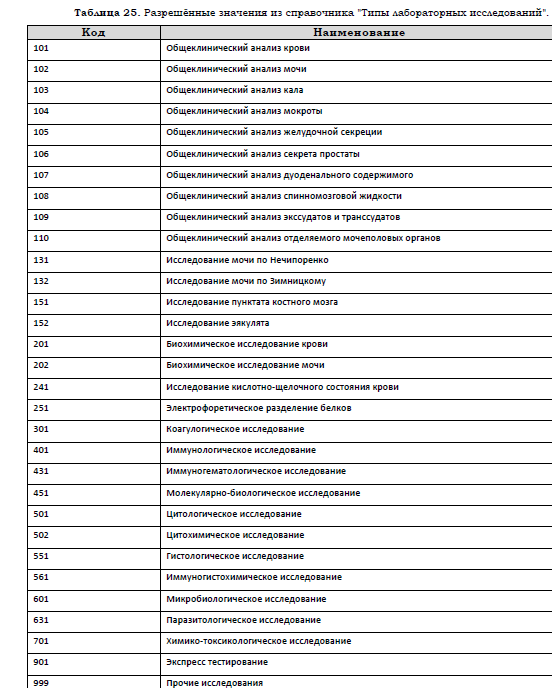 Таблица 25. Разрешённые значения из справочника "Типы лабораторных исследований".
Код Наименование
101 Общеклинический анализ крови
102 Общеклинический анализ мочи
103 Общеклинический анализ кала
104 Общеклинический анализ мокроты
105 Общеклинический анализ желудочной секреции
106 Общеклинический анализ секрета простаты
107 Общеклинический анализ дуоденального содержимого
108 Общеклинический анализ спинномозговой жидкости
109 Общеклинический анализ экссудатов и транссудатов
110 Общеклинический анализ отделяемого мочеполовых органов
131 Исследование мочи по Нечипоренко
132 Исследование мочи по Зимницкому
151 Исследование пунктата костного мозга
152 Исследование эякулята
201 Биохимическое исследование крови
202 Биохимическое исследование мочи
241 Исследование кислотно-щелочного состояния крови
251 Электрофоретическое разделение белков
301 Коагулогическое исследование
401 Иммунологическое исследование
431 Иммуногематологическое исследование
451 Молекулярно-биологическое исследование
501 Цитологическое исследование
502 Цитохимическое исследование
551 Гистологическое исследование
561 Иммуногистохимическое исследование
601 Микробиологическое исследование
631 Паразитологическое исследование
701 Химико-токсикологическое исследование
901 Экспресс тестирование
999 Прочие исследования